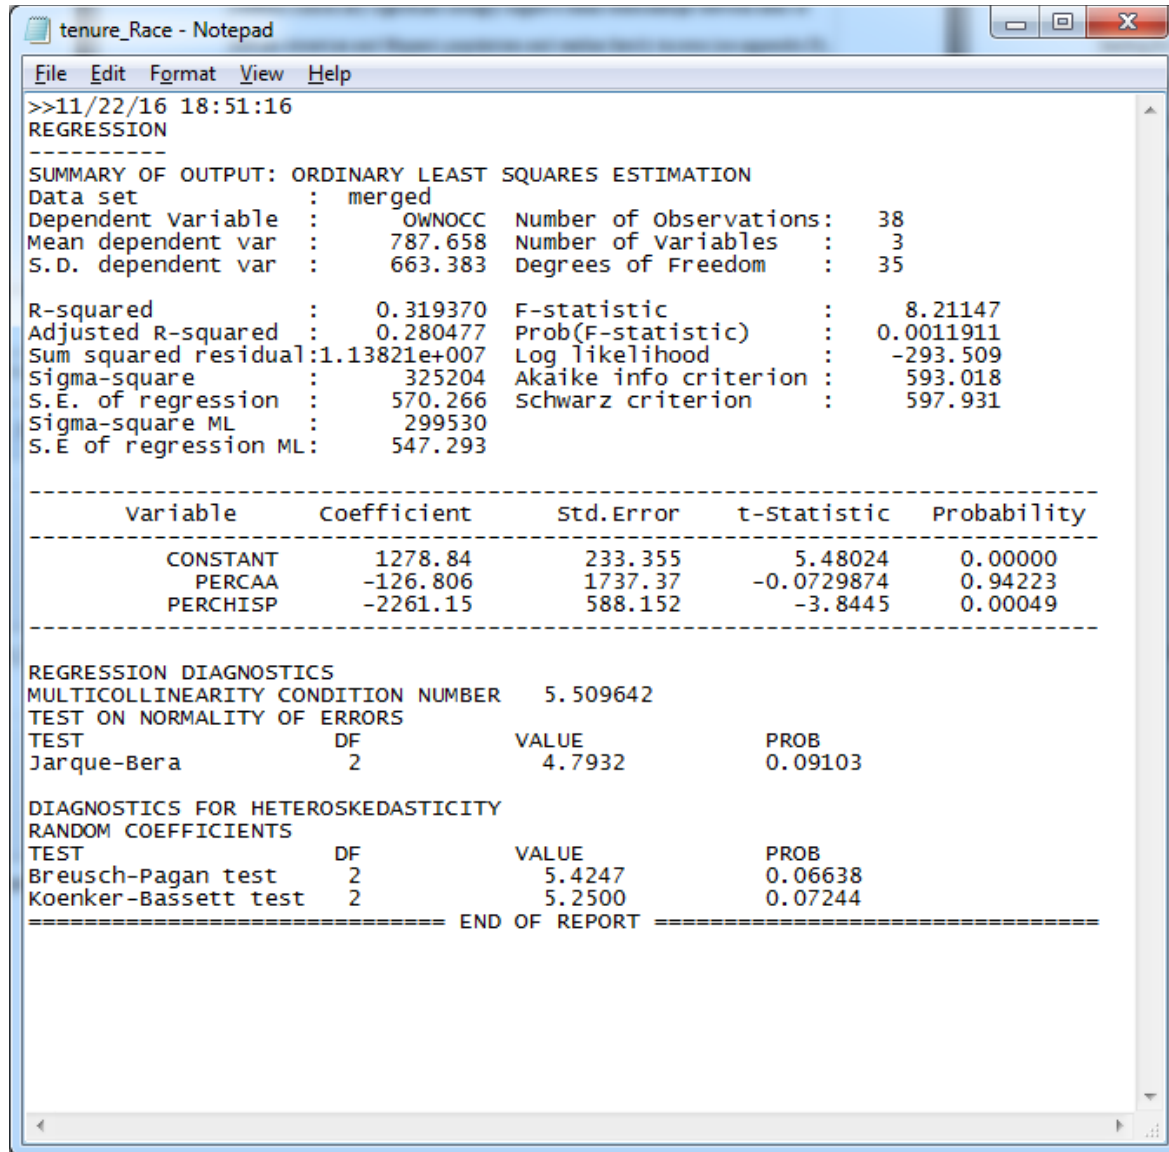 tenure_Race - Notepad
File Edit Format View Help
>>11/22/16 18:51:16
REGRESSION
----------
SUMMARY OF OUTPUT: ORDINARY LEAST SQUARES ESTIMATION
Data set : merged
Dependent Variable : OWNOCC Number of Observations: 38
Mean dependent var : 787.658 Number of Variables : 3
S.D. dependent var : 663.383 Degrees of Freedom : 35
R-squared : 0.319370 F-statistic : 8.21147
Adjusted R-squared : 0.280477 Prob(F-statistic) : 0.0011911
Sum squared residual:1.13821e+007 Log likelihood : -293.509
Sigma-square : 325204 Akaike info criterion : 593.018
S.E. of regression : 570.266 Schwarz criterion : 597.931
Sigma-square ML : 299530
S.E of regression ML: 547.293
-----------------------------------------------------------------------------
Variable Coefficient Std.Error t-Statistic Probability
-----------------------------------------------------------------------------
CONSTANT 1278.84 233.355 5.48024 0.00000
PERCAA -126.806 1737.37 -0.0729874 0.94223
PERCHISP -2261.15 588.152 -3.8445 0.00049
-----------------------------------------------------------------------------
REGRESSION DIAGNOSTICS
MULTICOLLINEARITY CONDITION NUMBER 5.509642
TEST ON NORMALITY OF ERRORS
TEST DF VALUE PROB
Jarque-Bera 2 4.7932 0.09103
DIAGNOSTICS FOR HETEROSKEDASTICITY
RANDOM COEFFICIENTS
TEST DF VALUE PROB
Breusch-Pagan test 2 5.4247 0.06638
Koenker-Bassett test 2 5.2500 0.07244
============================== END OF REPORT ================================